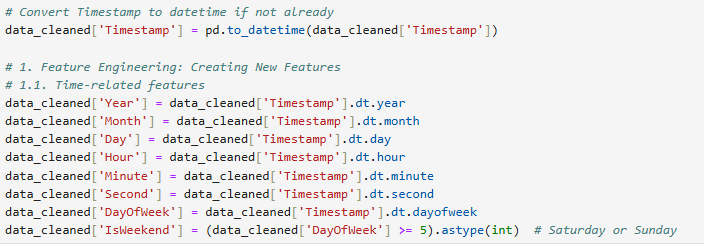 # Convert Timestamp to datetime if not already
data_cleaned['Timestamp'] = pd.to_datetime(data_cleaned['Timestamp'])
# 1. Feature Engineering: Creating New Features
# 1.1. Time-related features
data_cleaned['Year'] = data_cleaned['Timestamp'].dt.year
data_cleaned['Month'] = data_cleaned['Timestamp'].dt.month
data_cleaned['Day'] = data_cleaned['Timestamp'].dt.day
data_cleaned['Hour'] = data_cleaned['Timestamp'].dt.hour
data_cleaned['Minute'] = data_cleaned['Timestamp'].dt.minute
data_cleaned['Second'] = data_cleaned['Timestamp'].dt.second
data_cleaned['DayOfWeek'] = data_cleaned['Timestamp'].dt.dayofweek
data_cleaned['IsWeekend'] = (data_cleaned['DayOfWeek'] >= 5).astype(int)  # Saturday or Sunday